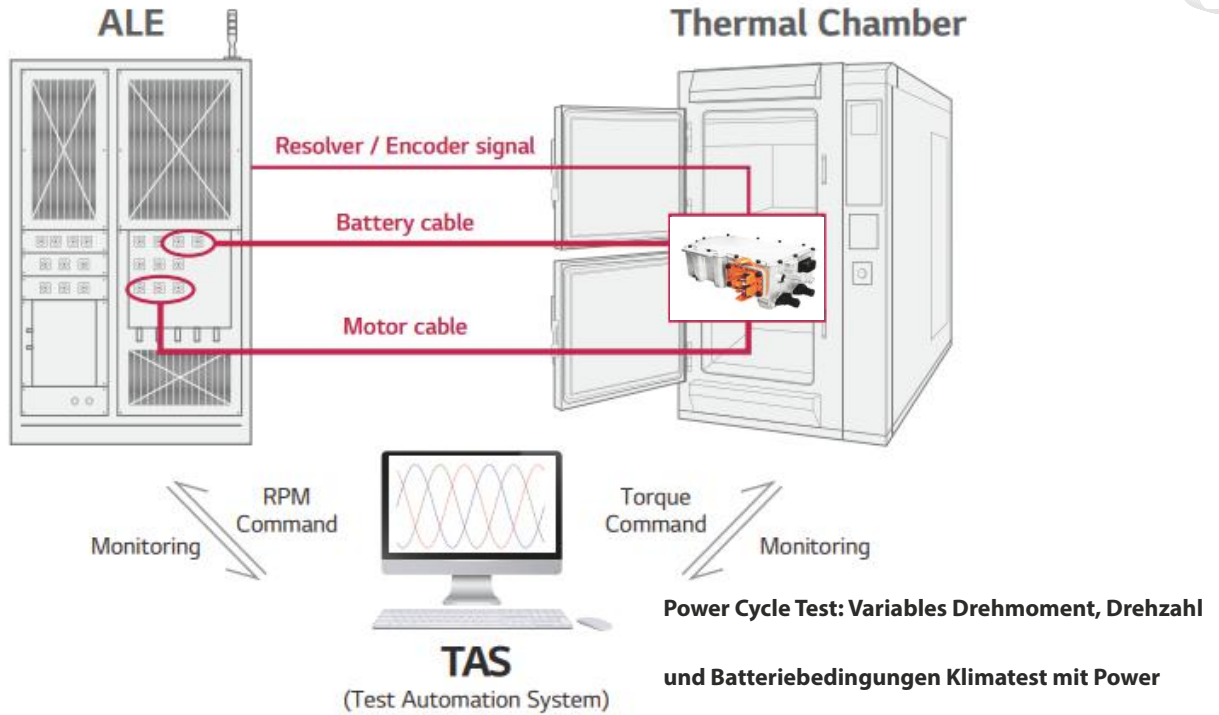 ALE
Thermal Chamber
Resolver / Encoder signal
Battery cable
Motor cable
RPM
Command
Monitoring
Torque
Command
Monitoring
TAS
(Test Automation System)
Power Cycle Test: Variables Drehmoment, Drehzahl
und Batteriebedingungen Klimatest mit Power